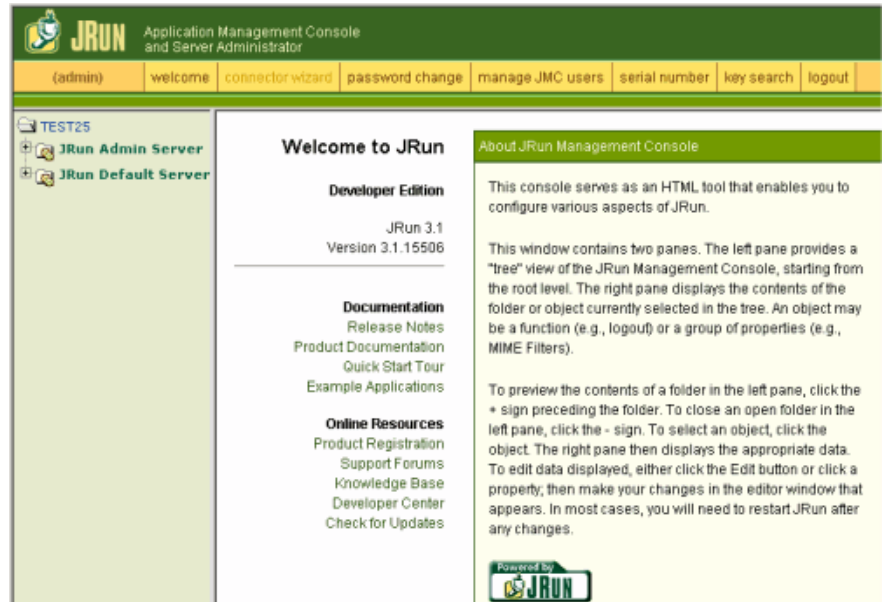 JRUN
Application Management Console
and Server Administrator
(admin)
welcome
connector wizard
password change
manage JMC users
serial number
key search
logout
TEST25
JRun Admin Server
JRun Default Server
Welcome to JRun
Developer Edition
JRun 3.1
Version 3.1.15506
Documentation
Release Notes
Product Documentation
Quick Start Tour
Example Applications
Online Resources
Product Registration
Support Forums
Knowledge Base
Developer Center
Check for Updates
About JRun Management Console
This console serves as an HTML tool that enables you to
configure various aspects of JRun.
This window contains two panes. The left pane provides a
"tree" view of the JRun Management Console, starting from
the root level. The right pane displays the contents of the
folder or object currently selected in the tree. An object may
be a function (e.g., logout) or a group of properties (e.g.,
MIME Filters).
To preview the contents of a folder in the left pane, click the
+ sign preceding the folder. To close an open folder in the
left pane, click the - sign. To select an object, click the
object. The right pane then displays the appropriate data.
To edit data displayed, either click the Edit button or click a
property; then make your changes in the editor window that
appears. In most cases, you will need to restart JRun after
any changes.
Powered by
JRUN